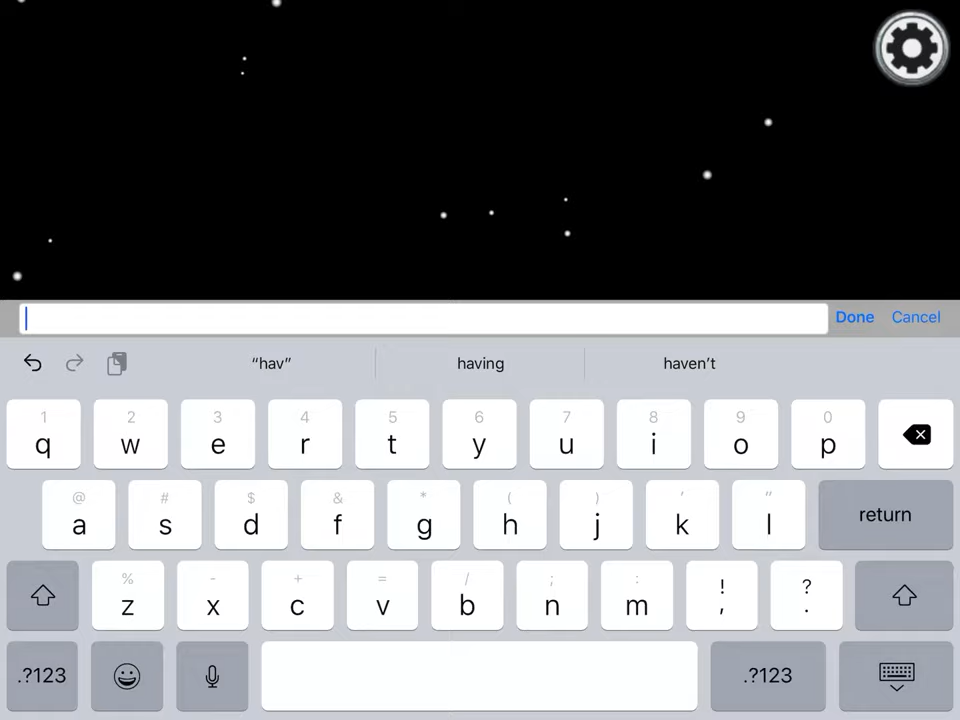 Done Cancel
“hav” having haven't
1 2 3 4 5 6 7 8 9 0
q w e r t y u i o p
@ # $ & * ( ) ' "
a s d f g h j k l return
% - + = / ; : ! ?
z x c v b n m , .
.?123 .?123